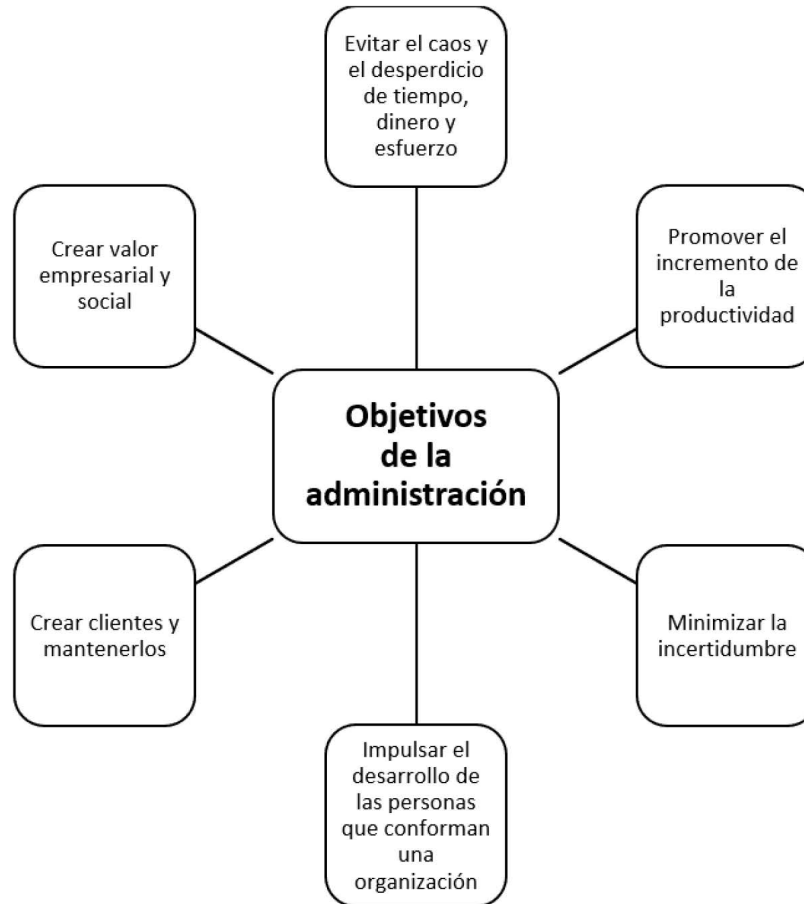 Evitar el caos y
el desperdicio
de tiempo,
dinero y
esfuerzo
Crear valor
empresarial y
social
Promover el
incremento de
la
productividad
Objetivos
de la
administración
Crear clientes y
mantenerlos
Minimizar la
incertidumbre
Impulsar el
desarrollo de
las personas
que conforman
una
organización